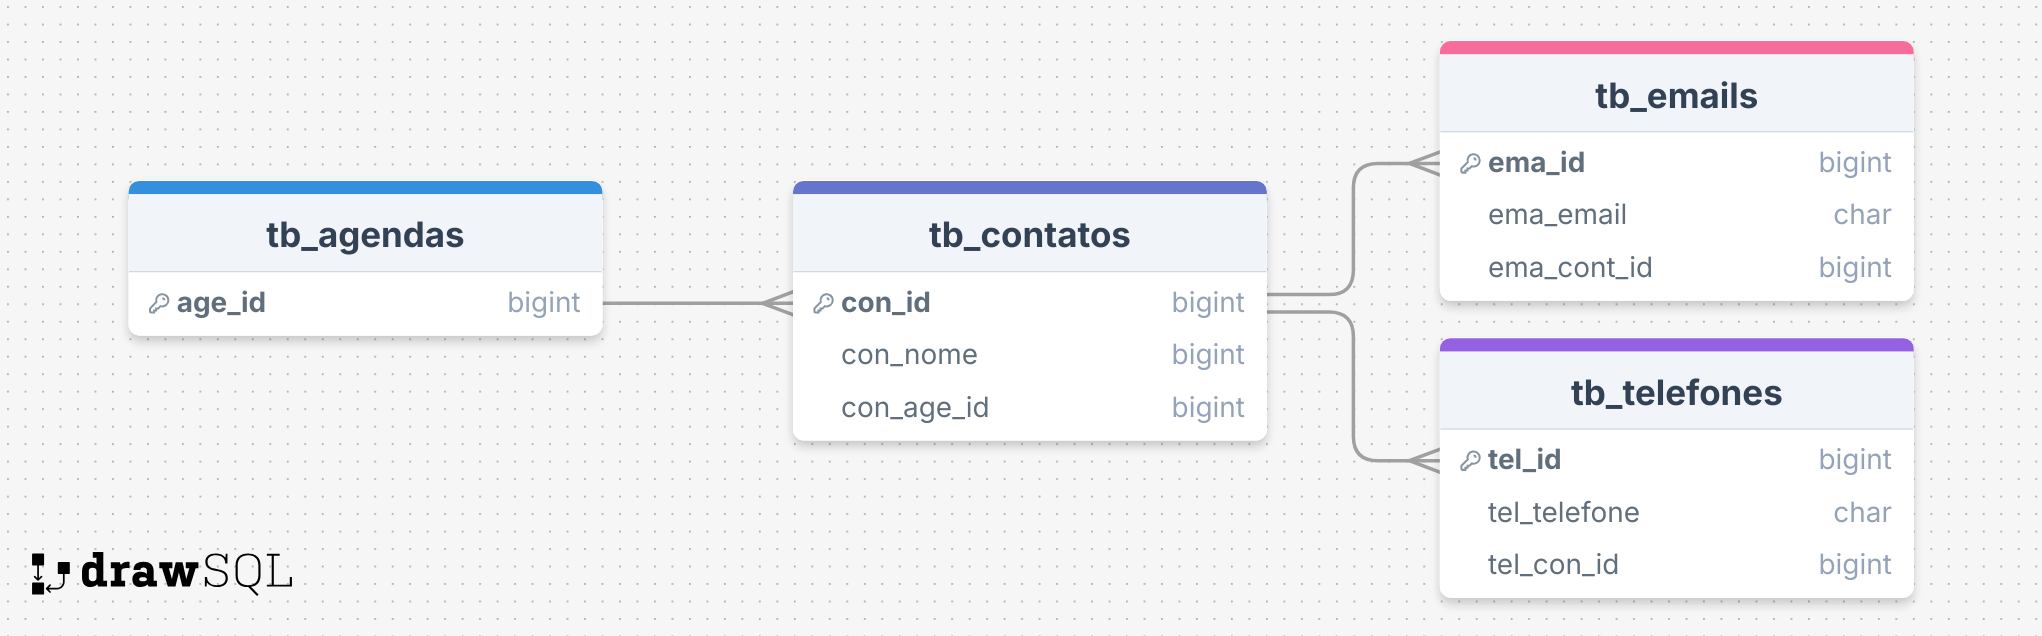 tb_agendas
age_id bigint
tb_contatos
con_id bigint
con_nome bigint
con_age_id bigint
tb_emails
ema_id bigint
ema_email char
ema_cont_id bigint
tb_telefones
tel_id bigint
tel_telefone char
tel_con_id bigint
drawSQL